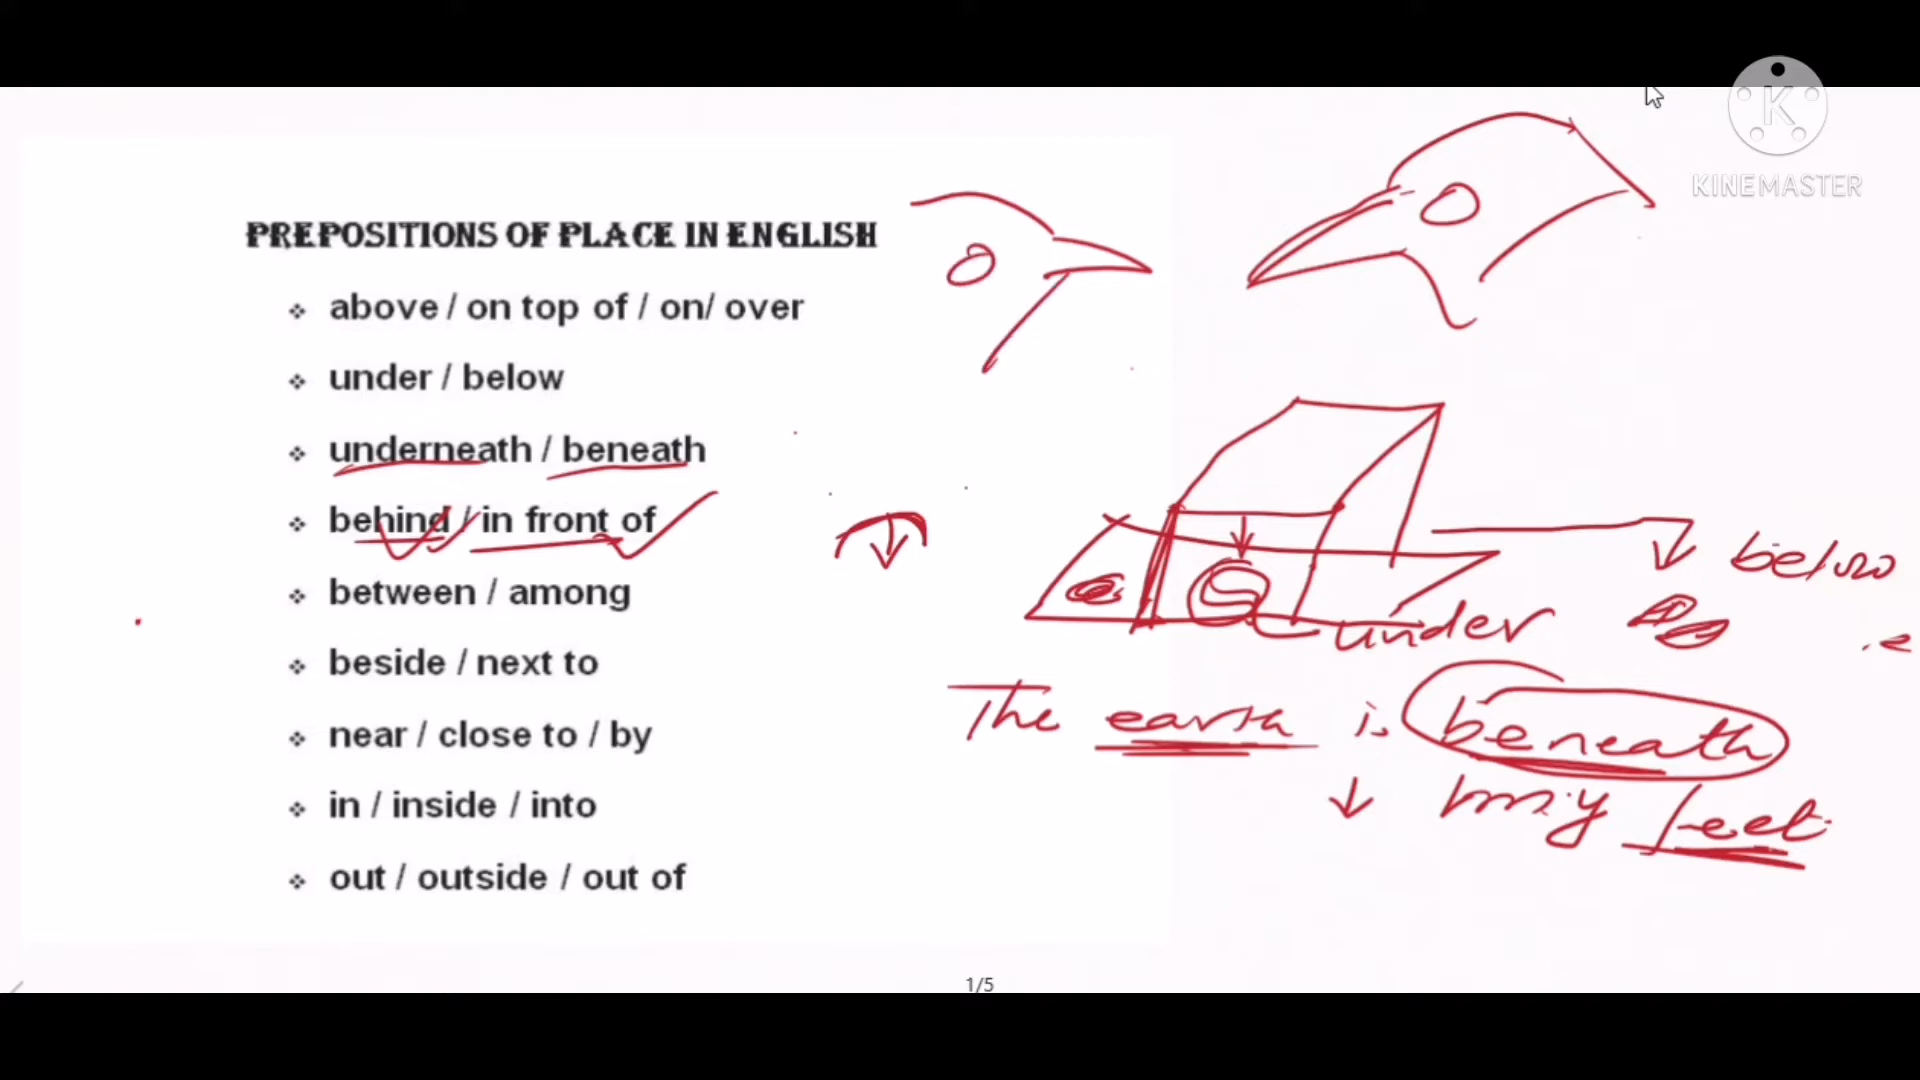 KINEMASTER
PREPOSITIONS OF PLACE IN ENGLISH
above / on top of / on/ over
under / below
underneath / beneath
behind / in front of
between / among
beside / next to
near / close to / by
in / inside / into
out / outside / out of
below
under
The earth is beneath
my feet.
1/5